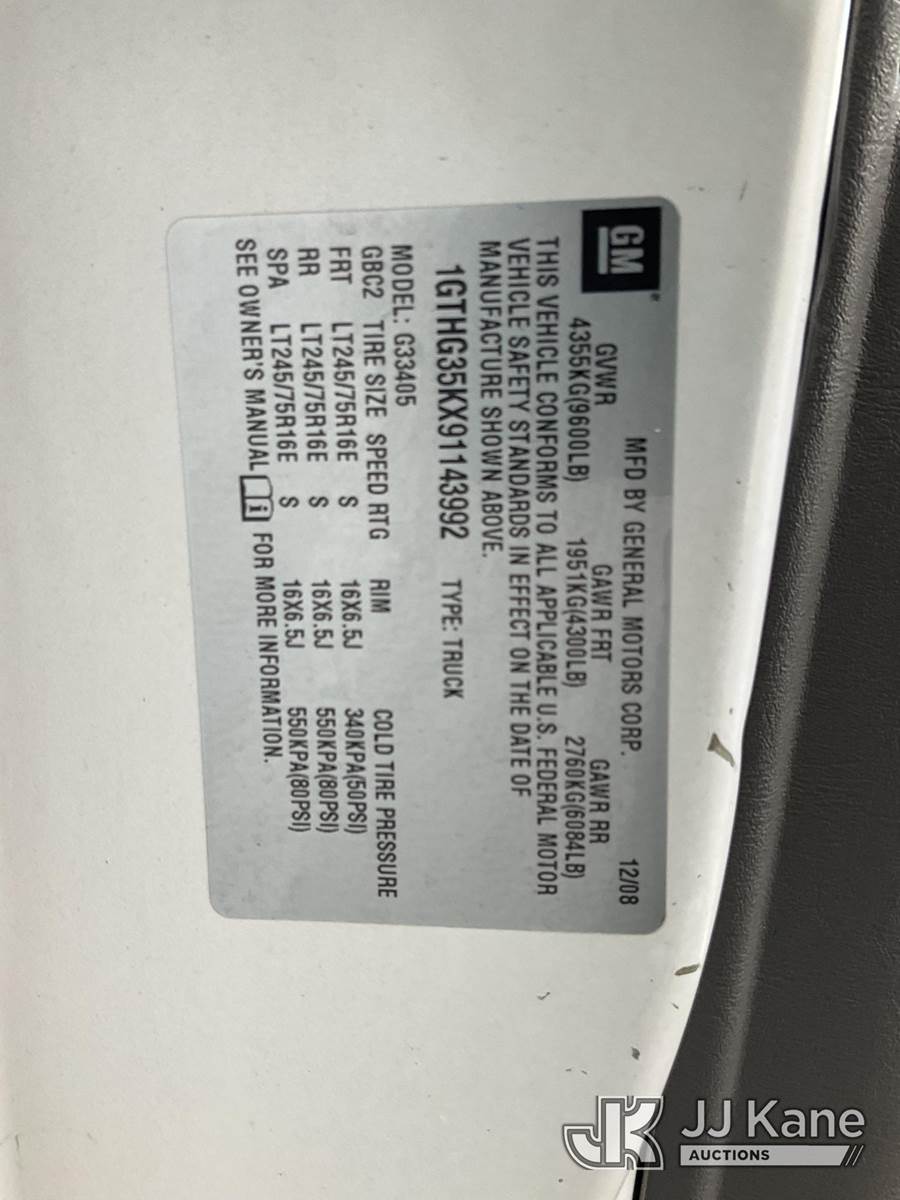 GM
MFD BY GENERAL MOTORS CORP. 12/08
GVWR GAWR FRT GAWR RR
4355KG(9600LB) 1951KG(4300LB) 2760KG(6084LB)
THIS VEHICLE CONFORMS TO ALL APPLICABLE U.S. FEDERAL MOTOR
VEHICLE SAFETY STANDARDS IN EFFECT ON THE DATE OF
MANUFACTURE SHOWN ABOVE.
1GTHG35KX91143992 TYPE: TRUCK
MODEL: G33405
GBC2 TIRE SIZE SPEED RTG RIM COLD TIRE PRESSURE
FRT LT245/75R16E S 16X6.5J 340KPA(50PSI)
RR LT245/75R16E S 16X6.5J 550KPA(80PSI)
SPA LT245/75R16E S 16X6.5J 550KPA(80PSI)
SEE OWNER'S MANUAL i FOR MORE INFORMATION.
JK JJ Kane
AUCTIONS